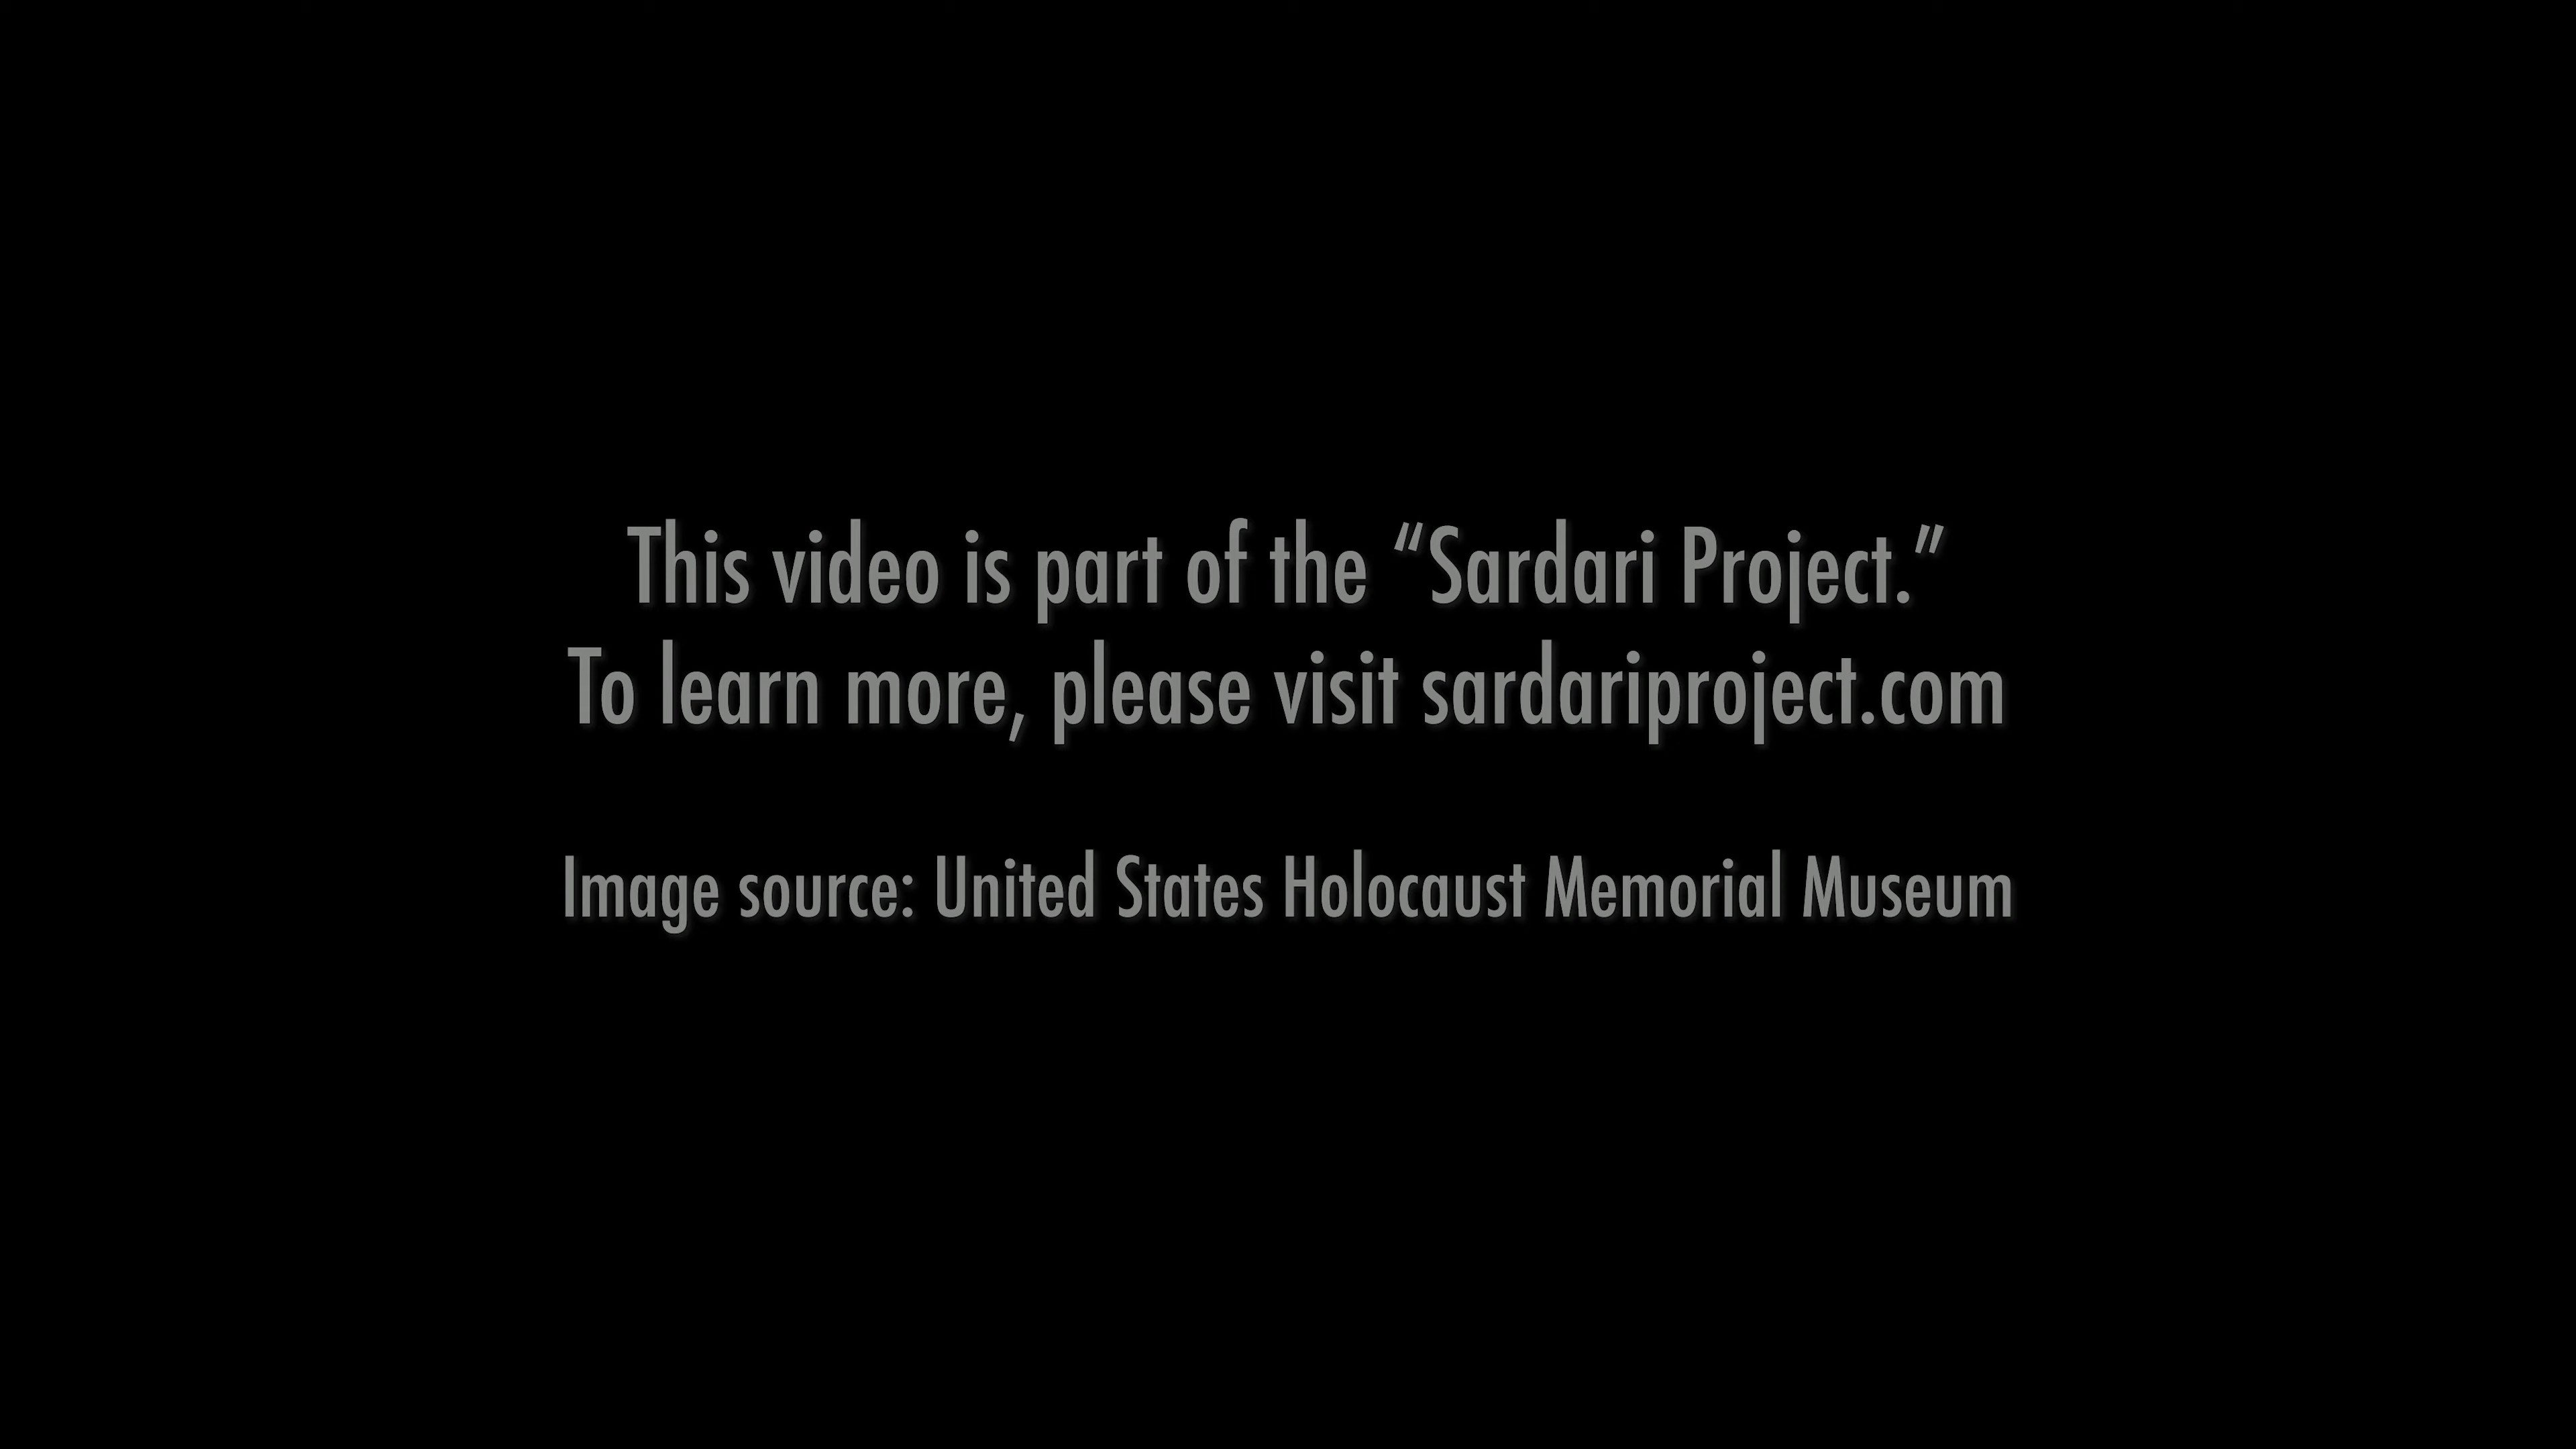 This video is part of the “Sardari Project.”
To learn more, please visit sardariproject.com
Image source: United States Holocaust Memorial Museum